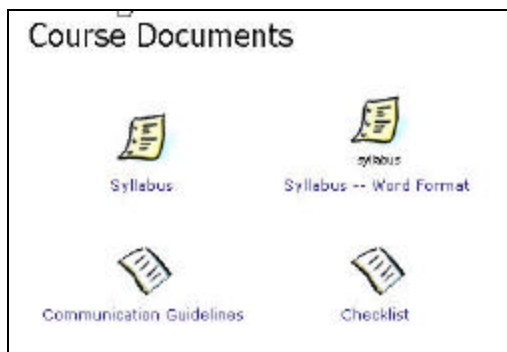 Course Documents
syllabus
Syllabus
Syllabus -- Word Format
Communication Guidelines
Checklist